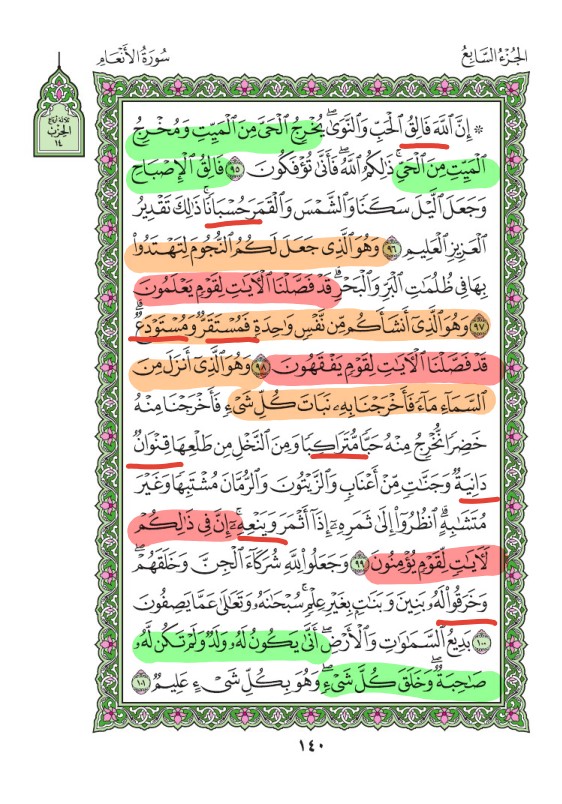 الجُزْءُ السَّابِعُ
سُورَةُ الأَنْعَامِ
ثلاثة أرباع
الحزب
١٤
۞ إِنَّ ٱللَّهَ فَالِقُ ٱلْحَبِّ وَٱلنَّوَىٰۖ يُخْرِجُ ٱلْحَيَّ مِنَ ٱلْمَيِّتِ وَمُخْرِجُ
ٱلْمَيِّتِ مِنَ ٱلْحَيِّۚ ذَٰلِكُمُ ٱللَّهُۖ فَأَنَّىٰ تُؤْفَكُونَ ٩٥ فَالِقُ ٱلْإِصْبَاحِ
وَجَعَلَ ٱلَّيْلَ سَكَنًا وَٱلشَّمْسَ وَٱلْقَمَرَ حُسْبَانًاۚ ذَٰلِكَ تَقْدِيرُ
ٱلْعَزِيزِ ٱلْعَلِيمِ ٩٦ وَهُوَ ٱلَّذِي جَعَلَ لَكُمُ ٱلنُّجُومَ لِتَهْتَدُوا۟
بِهَا فِي ظُلُمَٰتِ ٱلْبَرِّ وَٱلْبَحْرِۗ قَدْ فَصَّلْنَا ٱلْءَايَٰتِ لِقَوْمٍ يَعْلَمُونَ
٩٧ وَهُوَ ٱلَّذِيٓ أَنشَأَكُم مِّن نَّفْسٍ وَٰحِدَةٍ فَمُسْتَقَرٌّ وَمُسْتَوْدَعٌۗ
قَدْ فَصَّلْنَا ٱلْءَايَٰتِ لِقَوْمٍ يَفْقَهُونَ ٩٨ وَهُوَ ٱلَّذِيٓ أَنزَلَ مِنَ
ٱلسَّمَآءِ مَآءً فَأَخْرَجْنَا بِهِۦ نَبَاتَ كُلِّ شَيْءٍ فَأَخْرَجْنَا مِنْهُ
خَضِرًا نُّخْرِجُ مِنْهُ حَبًّا مُّتَرَاكِبًا وَمِنَ ٱلنَّخْلِ مِن طَلْعِهَا قِنْوَانٌ
دَانِيَةٌ وَجَنَّٰتٍ مِّنْ أَعْنَابٍ وَٱلزَّيْتُونَ وَٱلرُّمَّانَ مُشْتَبِهًا وَغَيْرَ
مُتَشَٰبِهٍۗ ٱنظُرُوٓا۟ إِلَىٰ ثَمَرِهِۦٓ إِذَآ أَثْمَرَ وَيَنْعِهِۦٓۚ إِنَّ فِي ذَٰلِكُمْ
لَءَايَٰتٍ لِّقَوْمٍ يُؤْمِنُونَ ٩٩ وَجَعَلُوا۟ لِلَّهِ شُرَكَآءَ ٱلْجِنَّ وَخَلَقَهُمْۖ
وَخَرَقُوا۟ لَهُۥ بَنِينَ وَبَنَٰتٍۭ بِغَيْرِ عِلْمٍۚ سُبْحَٰنَهُۥ وَتَعَٰلَىٰ عَمَّا يَصِفُونَ
١٠٠ بَدِيعُ ٱلسَّمَٰوَٰتِ وَٱلْأَرْضِۖ أَنَّىٰ يَكُونُ لَهُۥ وَلَدٌ وَلَمْ تَكُن لَّهُۥ
صَٰحِبَةٌۖ وَخَلَقَ كُلَّ شَيْءٍۖ وَهُوَ بِكُلِّ شَيْءٍ عَلِيمٌ ١٠١
١٤٠